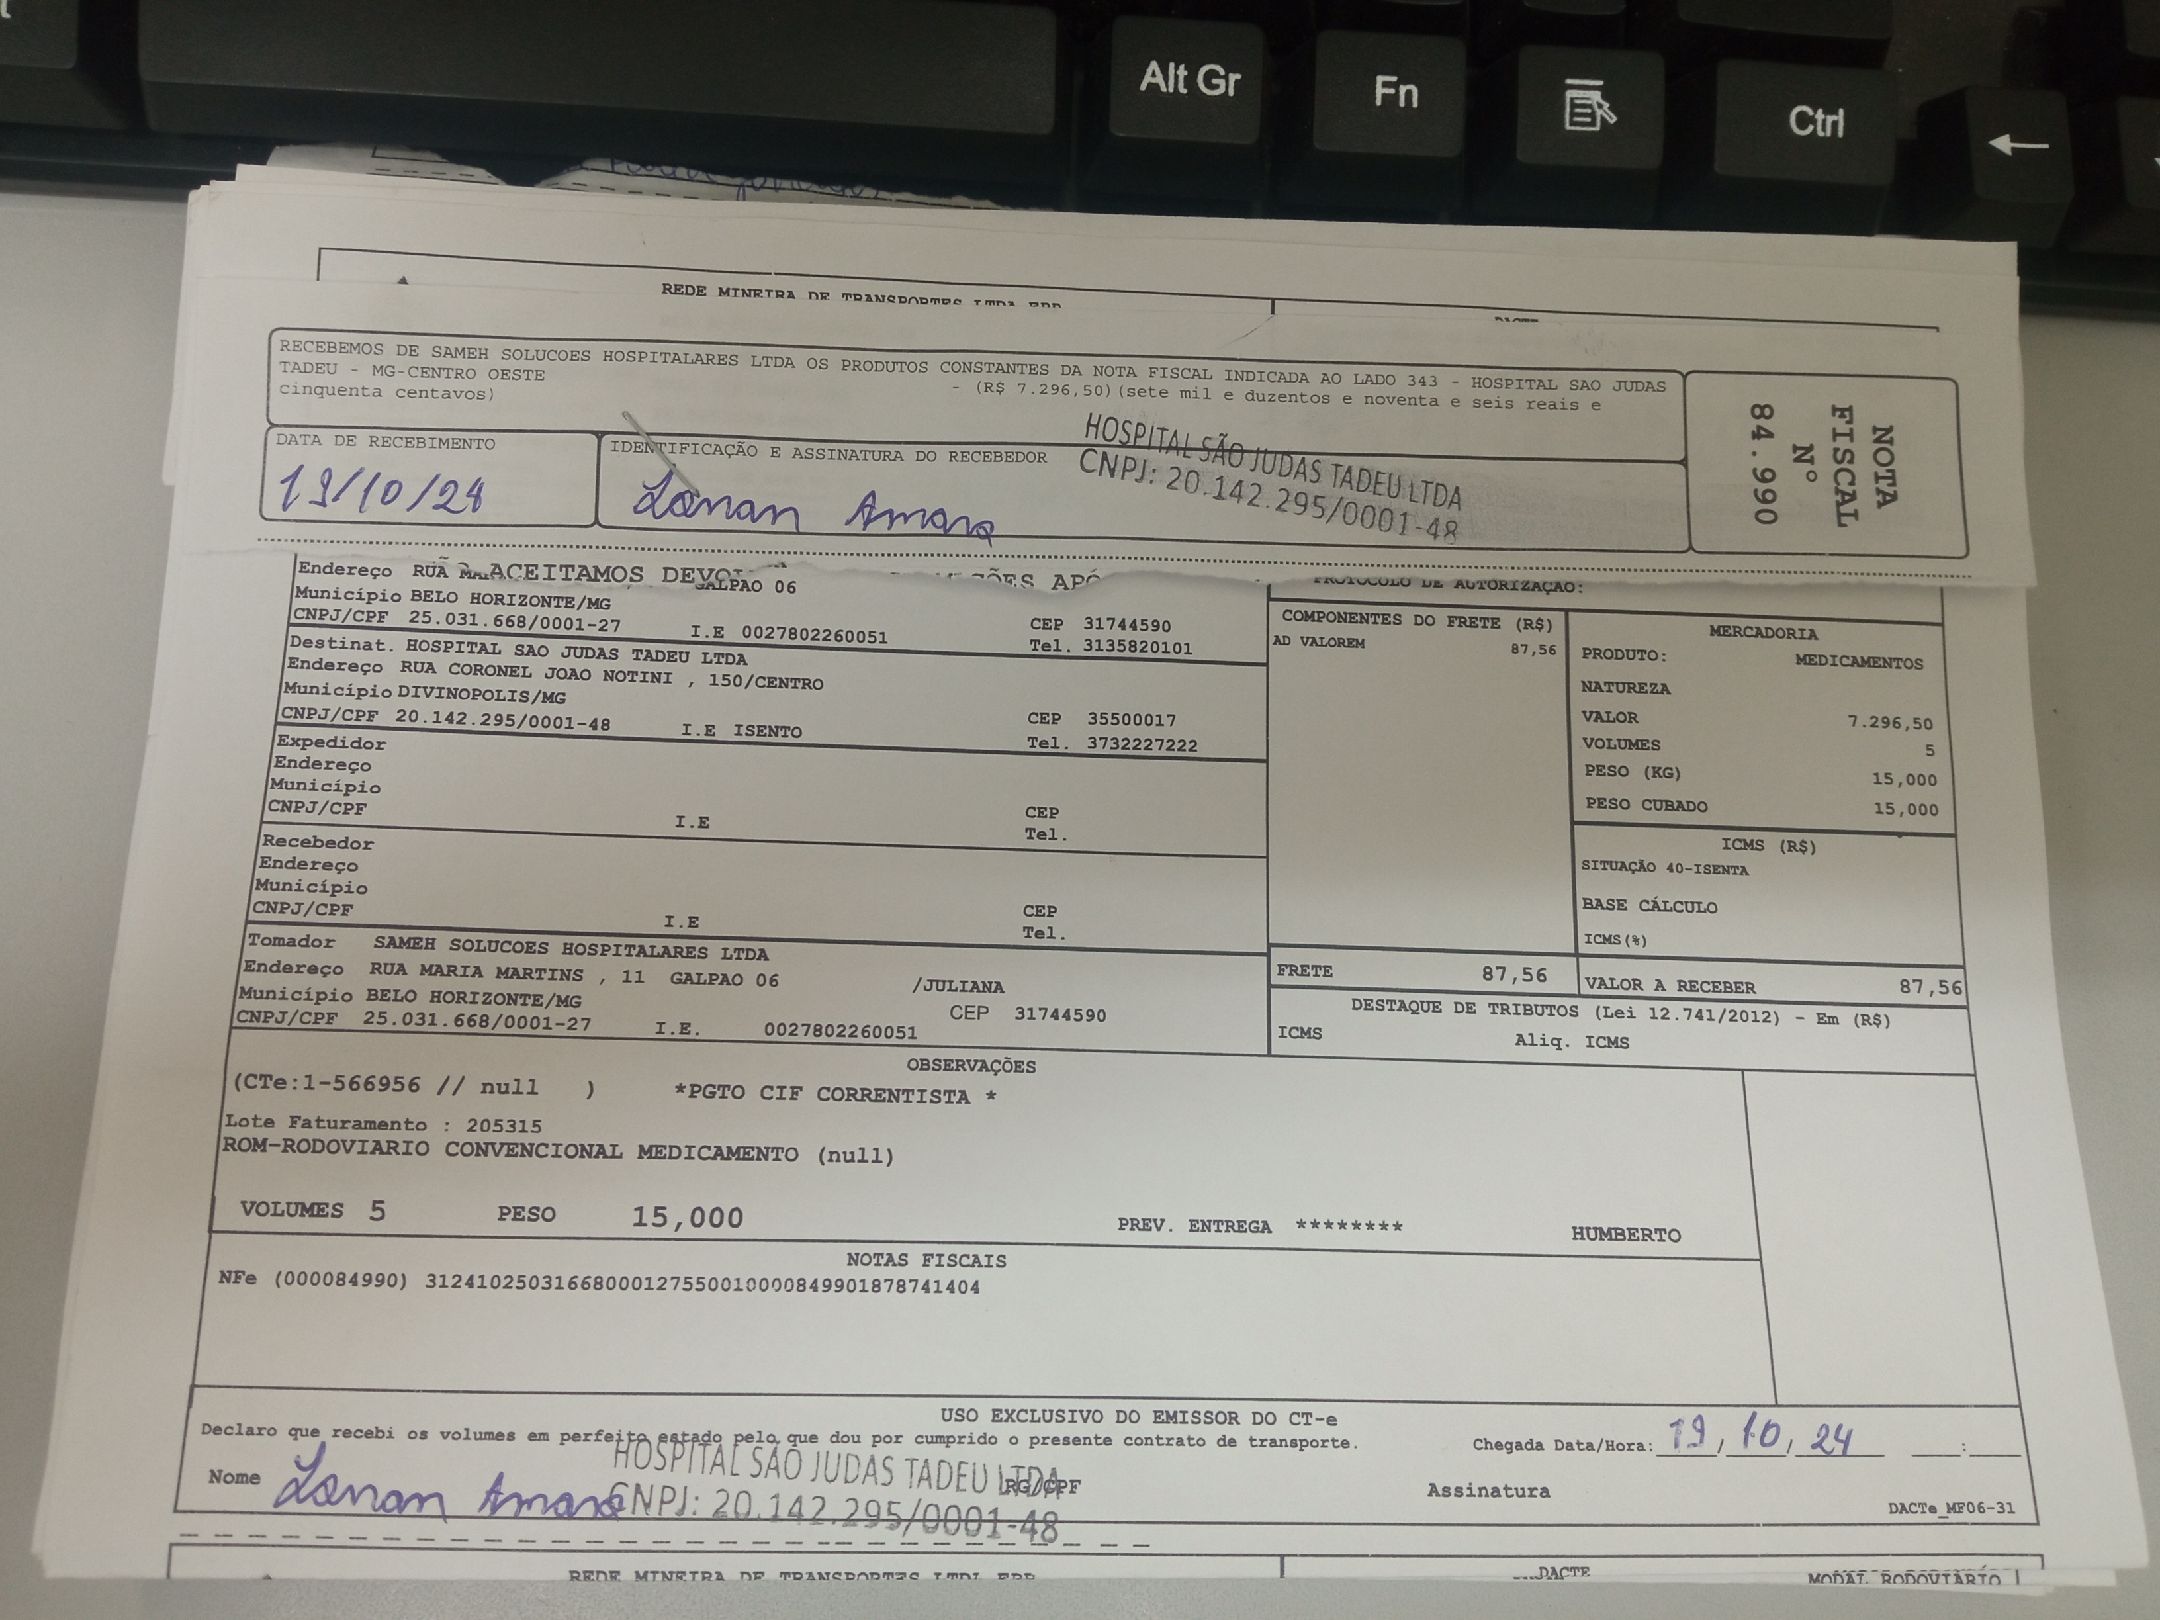 Alt Gr
Fn
Ctrl
←
REDE MINEIRA DE TRANSPORTES LTDA EPP
DACTE
RECEBEMOS DE SAMEH SOLUCOES HOSPITALARES LTDA OS PRODUTOS CONSTANTES DA NOTA FISCAL INDICADA AO LADO 343 - HOSPITAL SAO JUDAS
TADEU - MG-CENTRO OESTE - (R$ 7.296,50) (sete mil e duzentos e noventa e seis reais e
cinquenta centavos)
NOTA
FISCAL
Nº
84.990
DATA DE RECEBIMENTO
19/10/24
IDENTIFICAÇÃO E ASSINATURA DO RECEBEDOR
HOSPITAL SÃO JUDAS TADEU LTDA
CNPJ: 20.142.295/0001-48
ACEITAMOS
Endereço RUA GALPAO 06
Município BELO HORIZONTE/MG CEP 31744590
CNPJ/CPF 25.031.668/0001-27 I.E 0027802260051 Tel. 3135820101
Destinat. HOSPITAL SAO JUDAS TADEU LTDA
Endereço RUA CORONEL JOAO NOTINI , 150/CENTRO
Município DIVINOPOLIS/MG CEP 35500017
CNPJ/CPF 20.142.295/0001-48 I.E ISENTO Tel. 3732227222
Expedidor
Endereço
Município CEP
CNPJ/CPF I.E Tel.
Recebedor
Endereço
Município CEP
CNPJ/CPF I.E Tel.
Tomador SAMEH SOLUCOES HOSPITALARES LTDA
Endereço RUA MARIA MARTINS , 11 GALPAO 06 /JULIANA
Município BELO HORIZONTE/MG CEP 31744590
CNPJ/CPF 25.031.668/0001-27 I.E. 0027802260051
PROTOCOLO DE AUTORIZAÇÃO:
COMPONENTES DO FRETE (R$)
AD VALOREM 87,56
MERCADORIA
PRODUTO: MEDICAMENTOS
NATUREZA
VALOR 7.296,50
VOLUMES 5
PESO (KG) 15,000
PESO CUBADO 15,000
ICMS (R$)
SITUAÇÃO 40-ISENTA
BASE CÁLCULO
ICMS(%)
FRETE 87,56 VALOR A RECEBER 87,56
DESTAQUE DE TRIBUTOS (Lei 12.741/2012) - Em (R$)
ICMS Aliq. ICMS
OBSERVAÇÕES
(CTe:1-566956 // null ) *PGTO CIF CORRENTISTA *
Lote Faturamento : 205315
ROM-RODOVIARIO CONVENCIONAL MEDICAMENTO (null)
VOLUMES 5 PESO 15,000 PREV. ENTREGA ******** HUMBERTO
NOTAS FISCAIS
NFe (000084990) 31241025031668000127550010000849901878741404
USO EXCLUSIVO DO EMISSOR DO CT-e
Declaro que recebi os volumes em perfeito estado pelo que dou por cumprido o presente contrato de transporte. Chegada Data/Hora: 19/10/24 :
HOSPITAL SÃO JUDAS TADEU LTDA
Nome RG/CPF Assinatura
CNPJ: 20.142.295/0001-48
DACTe_MF06-31
REDE MINEIRA DE TRANSPORTES LTDA EPP DACTE MODAL RODOVIÁRIO